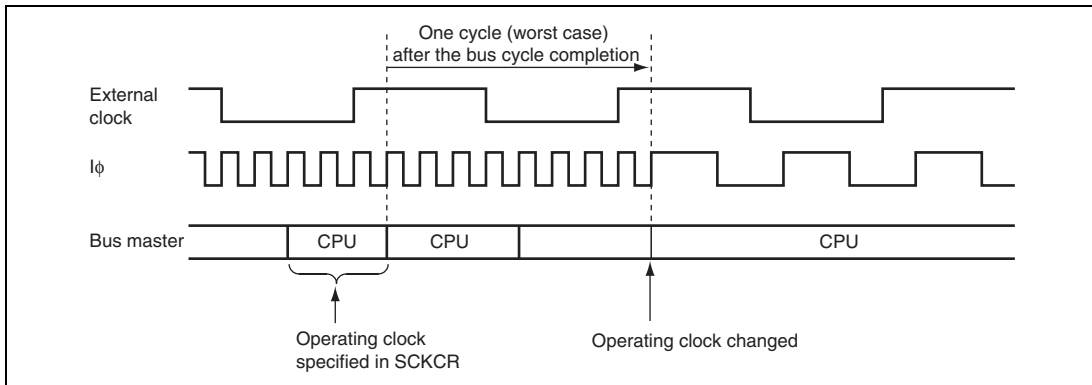 One cycle (worst case)
after the bus cycle completion
External
clock
Iϕ
Bus master
CPU
CPU
CPU
Operating clock
specified in SCKCR
Operating clock changed